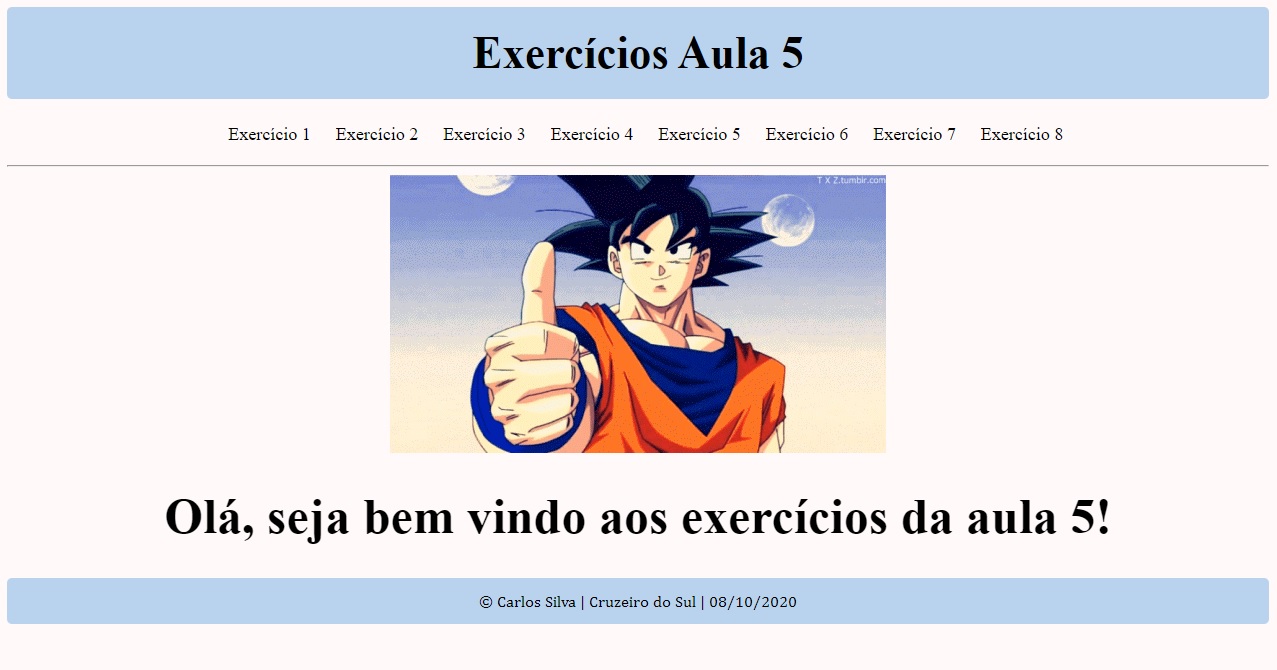 Exercícios Aula 5
Exercício 1 Exercício 2 Exercício 3 Exercício 4 Exercício 5 Exercício 6 Exercício 7 Exercício 8
T X Z.tumblr.com
Olá, seja bem vindo aos exercícios da aula 5!
© Carlos Silva | Cruzeiro do Sul | 08/10/2020